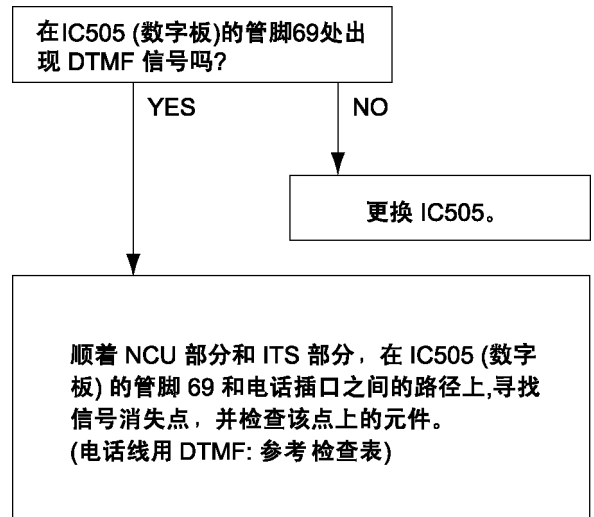 在IC505 (数字板)的管脚69处出
现 DTMF 信号吗?
YES
NO
更换 IC505。
顺着 NCU 部分和 ITS 部分，在 IC505 (数字
板) 的管脚 69 和电话插口之间的路径上,寻找
信号消失点，并检查该点上的元件。
(电话线用 DTMF: 参考 检查表)